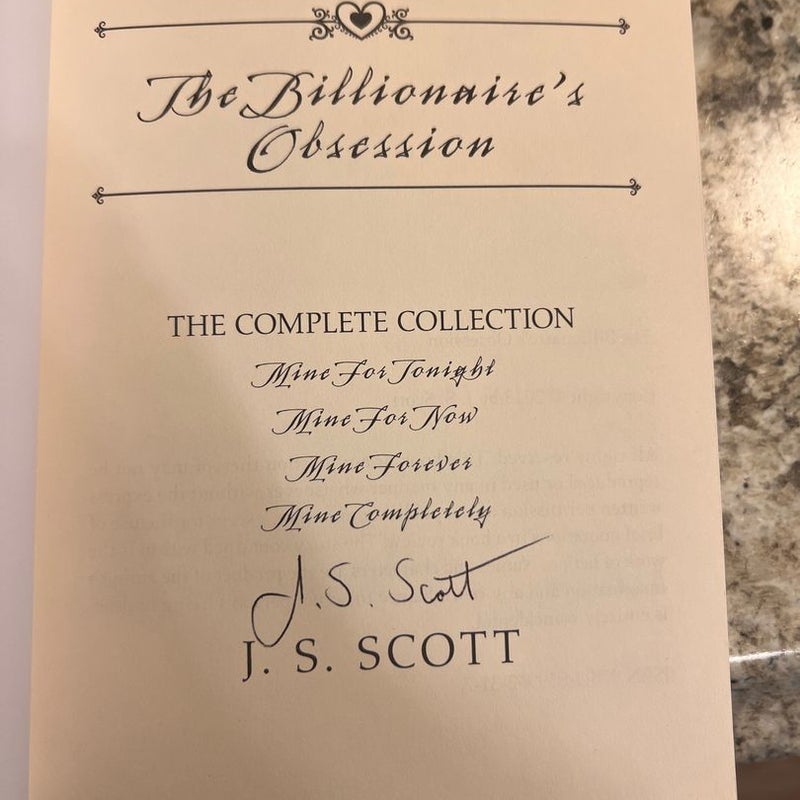 The Billionaire's
Obsession
THE COMPLETE COLLECTION
Mine For Tonight
Mine For Now
Mine Forever
Mine Completely
J. S. Scott
J. S. SCOTT